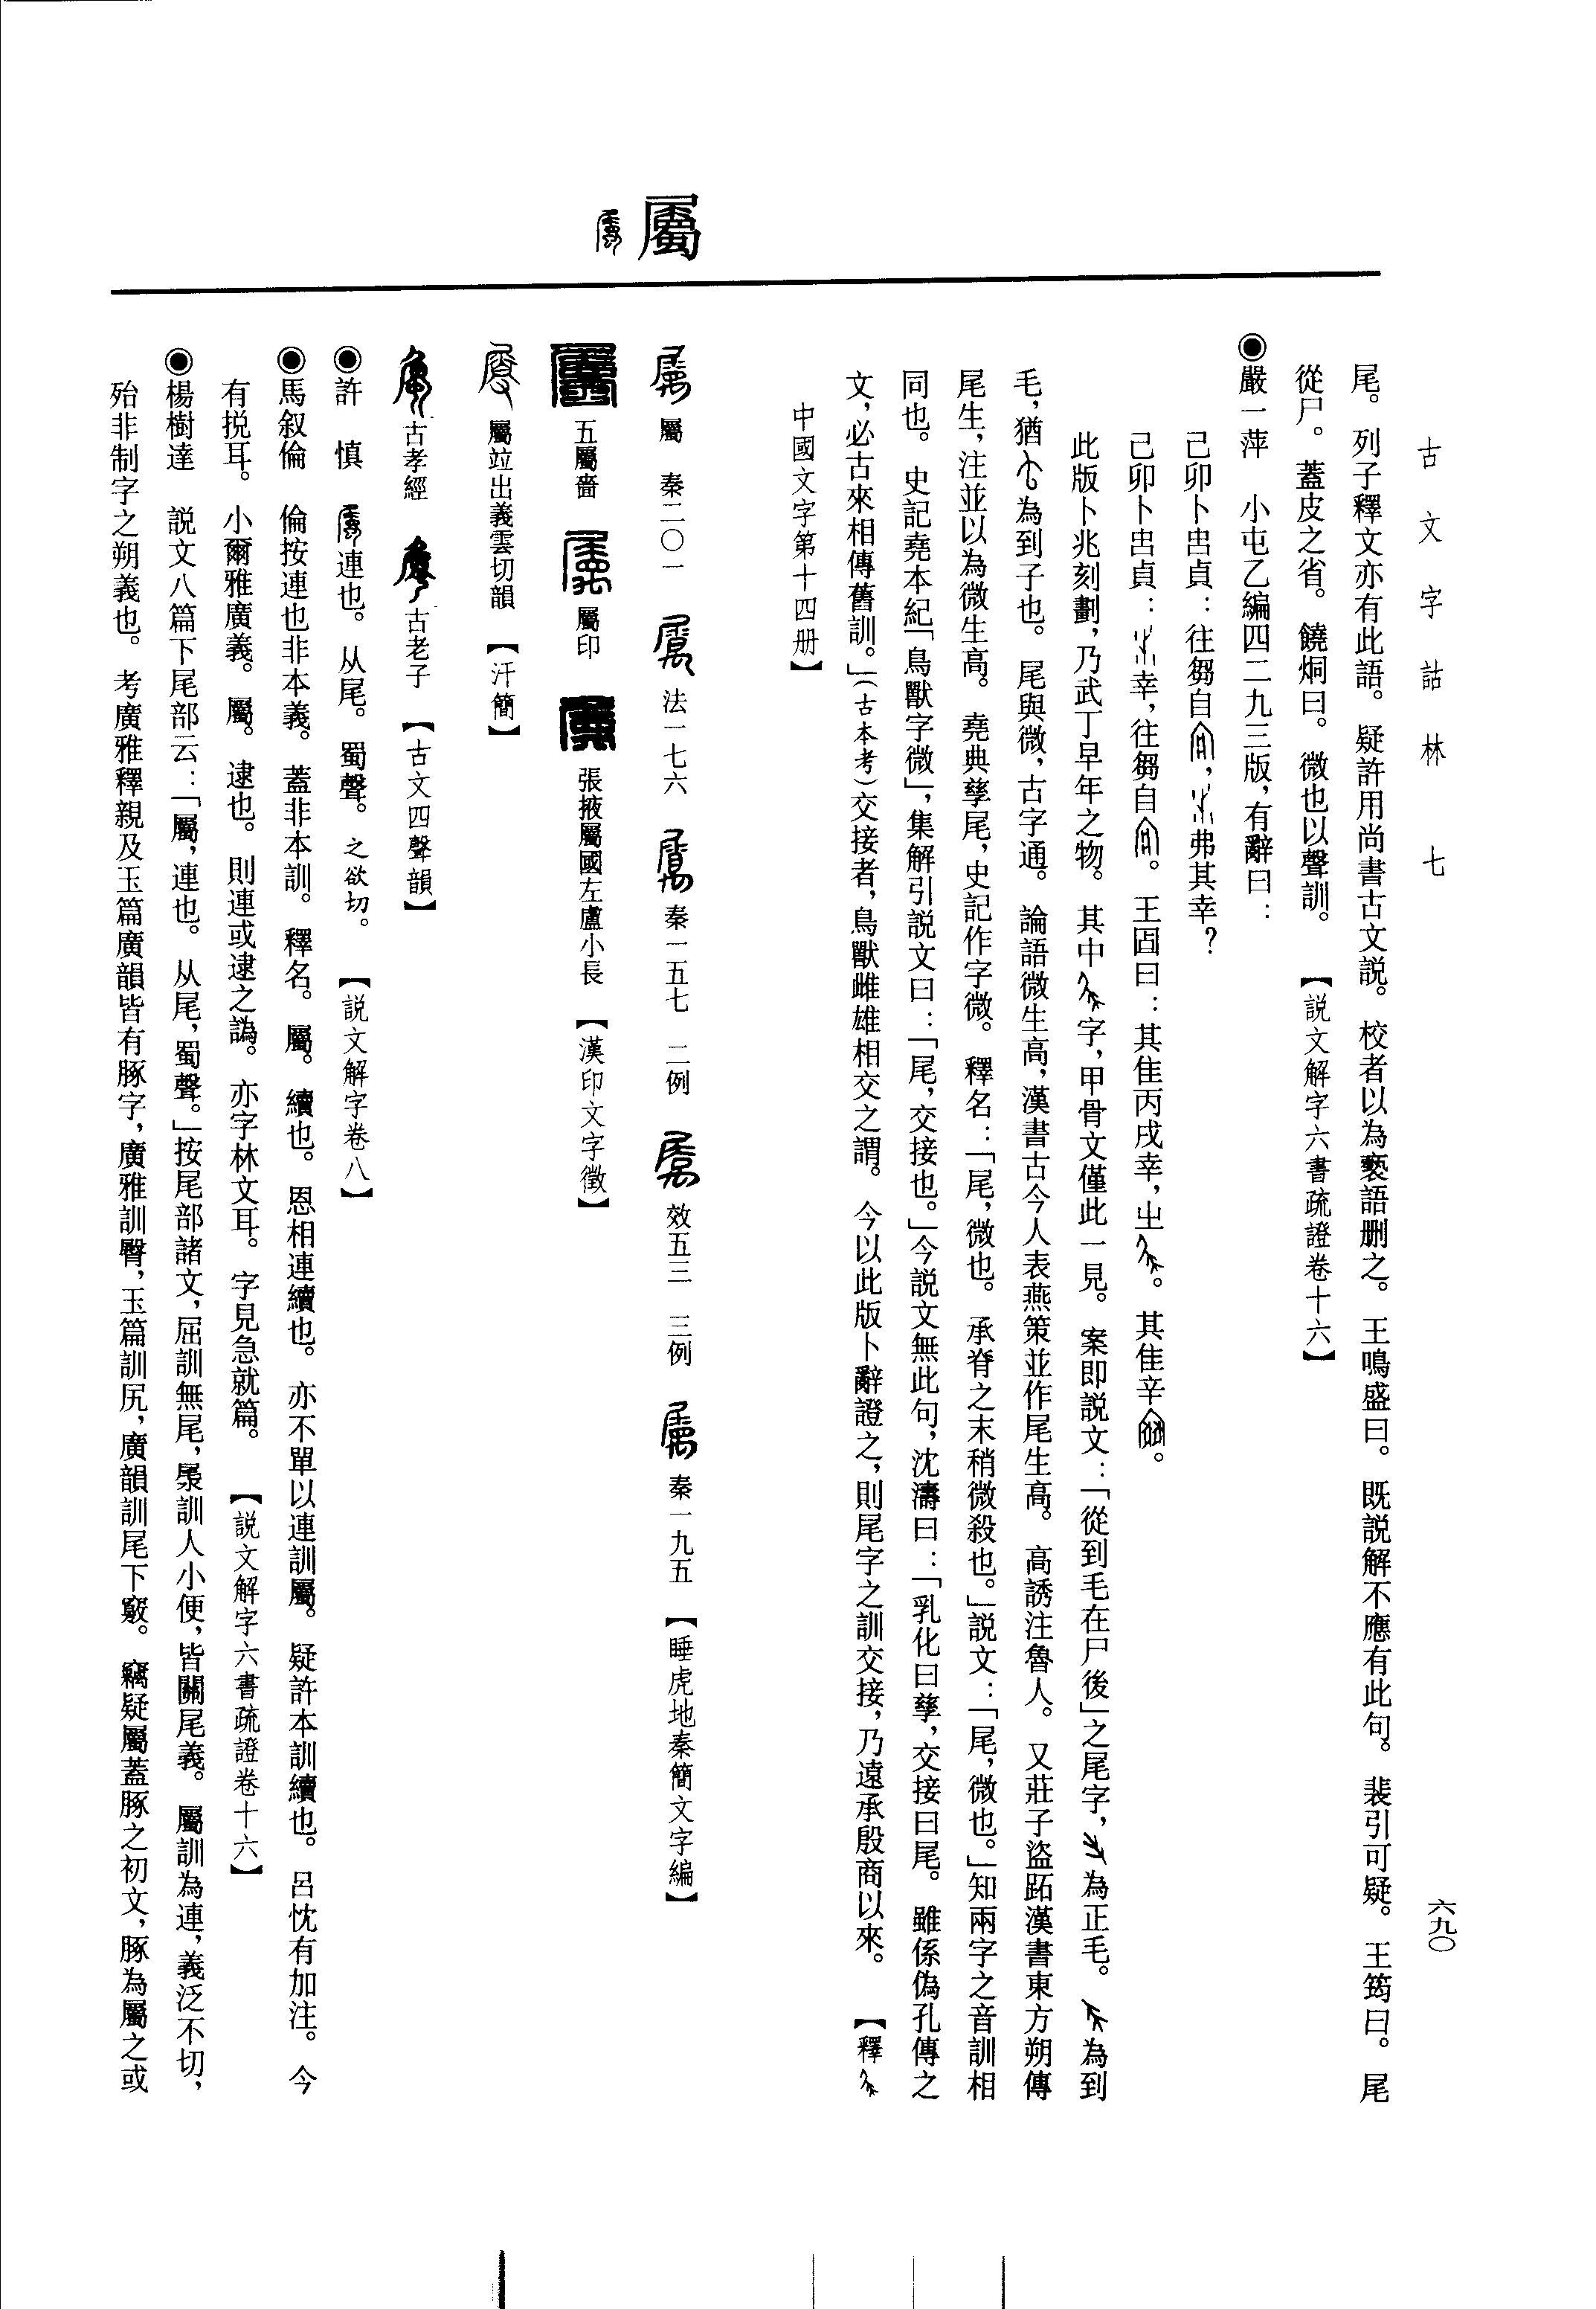 古文字詁林 七
六九〇
尾。列子釋文亦有此語。疑許用尚書古文説。校者以為褻語刪之。王鳴盛曰。既説解不應有此句。裴引可疑。王筠曰。尾
從尸。蓋皮之省。饒炯曰。微也以聲訓。 【説文解字六書疏證卷十六】
◉嚴一萍 小屯乙編四二九三版，有辭曰：
己卯卜㕯貞：往芻自，弗其幸？
己卯卜㕯貞：幸，往芻自。王固曰：其隹丙戌幸，㞢。其隹辛。
此版卜兆刻劃，乃武丁早年之物。其中字，甲骨文僅此一見。案即説文：「從到毛在尸後」之尾字，為正毛。為到
毛，猶為到子也。尾與微，古字通。論語微生高，漢書古今人表燕策並作尾生高。高誘注魯人。又莊子盜跖漢書東方朔傳
尾生，注並以為微生高。堯典孳尾，史記作字微。釋名：「尾，微也。承脊之末稍微殺也。」説文：「尾，微也。」知兩字之音訓相
同也。史記堯本紀「鳥獸字微」，集解引説文曰：「尾，交接也。」今説文無此句，沈濤曰：「乳化曰孳，交接曰尾。雖係偽孔傳之
文，必古來相傳舊訓。」（古本考）交接者，鳥獸雌雄相交之謂。今以此版卜辭證之，則尾字之訓交接，乃遠承殷商以來。 【釋
中國文字第十四册】
屬
屬 秦二〇一 法一七六 秦一五七 二例 效五三 三例 秦一九五 【睡虎地秦簡文字編】
五屬嗇 屬印 張掖屬國左盧小長 【漢印文字徵】
屬竝出義雲切韻 【汗簡】
古孝經 古老子 【古文四聲韻】
◉許 慎 連也。从尾。蜀聲。之欲切。 【説文解字卷八】
◉馬叙倫 倫按連也非本義。蓋非本訓。釋名。屬。續也。恩相連續也。亦不單以連訓屬。疑許本訓續也。呂忱有加注。今
有挩耳。小爾雅廣義。屬。逮也。則連或逮之譌。亦字林文耳。字見急就篇。 【説文解字六書疏證卷十六】
◉楊樹達 説文八篇下尾部云：「屬，連也。从尾，蜀聲。」按尾部諸文，屈訓無尾，㞙訓人小便，皆關尾義。屬訓為連，義泛不切，
殆非制字之朔義也。考廣雅釋親及玉篇廣韻皆有豚字，廣雅訓臀，玉篇訓尻，廣韻訓尾下竅。竊疑屬蓋豚之初文，豚為屬之或